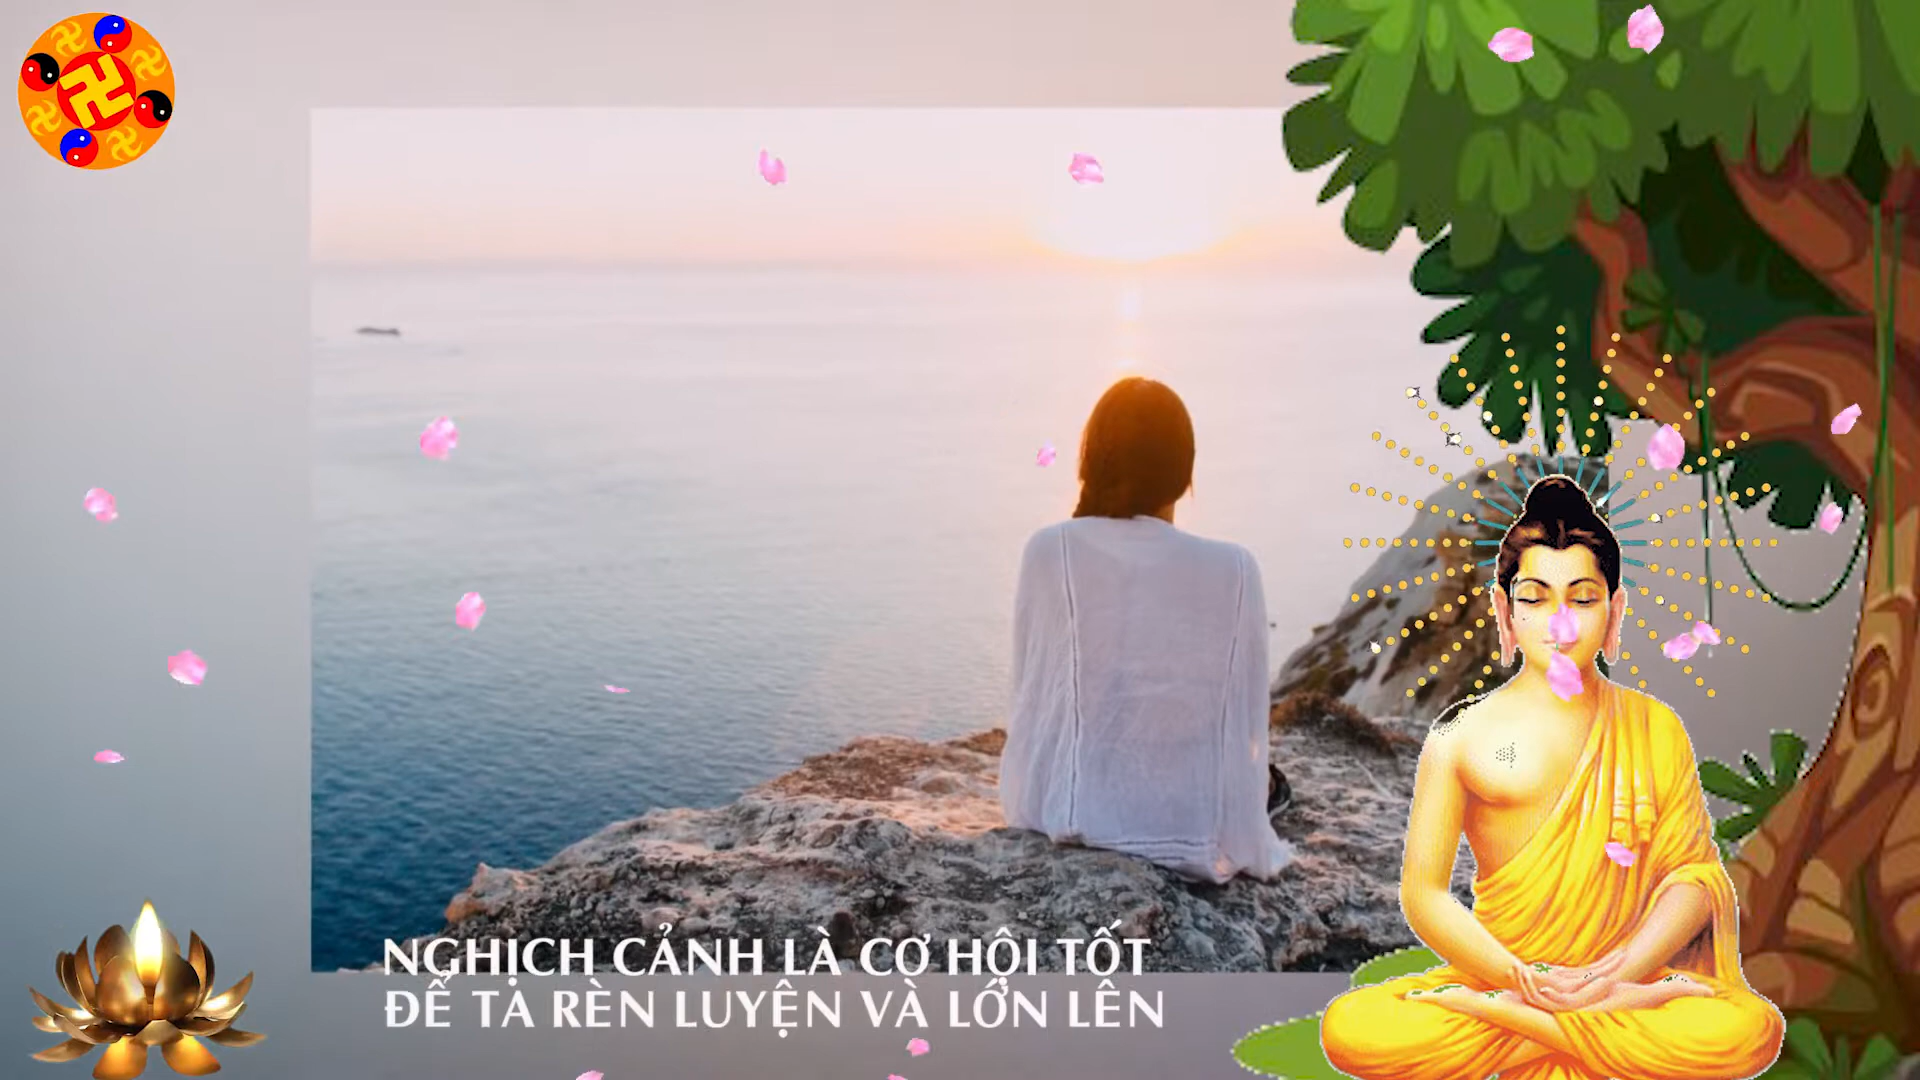 NGHỊCH CẢNH LÀ CƠ HỘI TỐT
ĐỂ TA RÈN LUYỆN VÀ LỚN LÊN